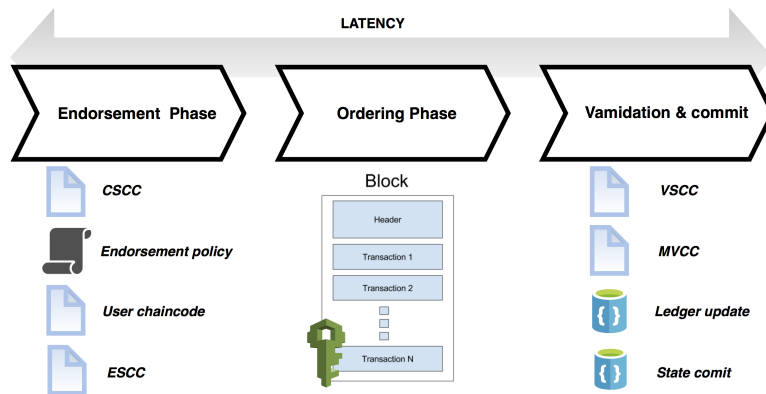 LATENCY
Endorsement Phase
Ordering Phase
Vamidation & commit
CSCC
Endorsement policy
User chaincode
ESCC
Block
Header
Transaction 1
Transaction 2
Transaction N
VSCC
MVCC
{ } Ledger update
{ } State comit